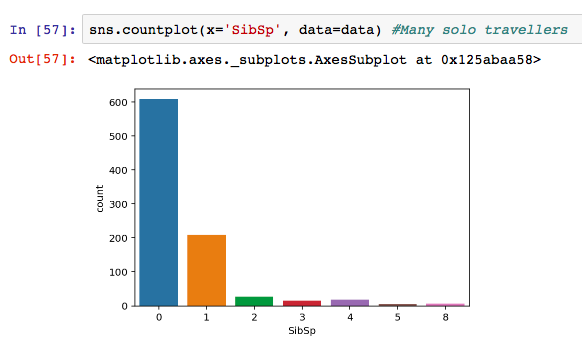 In [57]: sns.countplot(x='SibSp', data=data) #Many solo travellers
Out[57]: <matplotlib.axes._subplots.AxesSubplot at 0x125abaa58>
600
500
400
300
200
100
0
count
0 1 2 3 4 5 8
SibSp